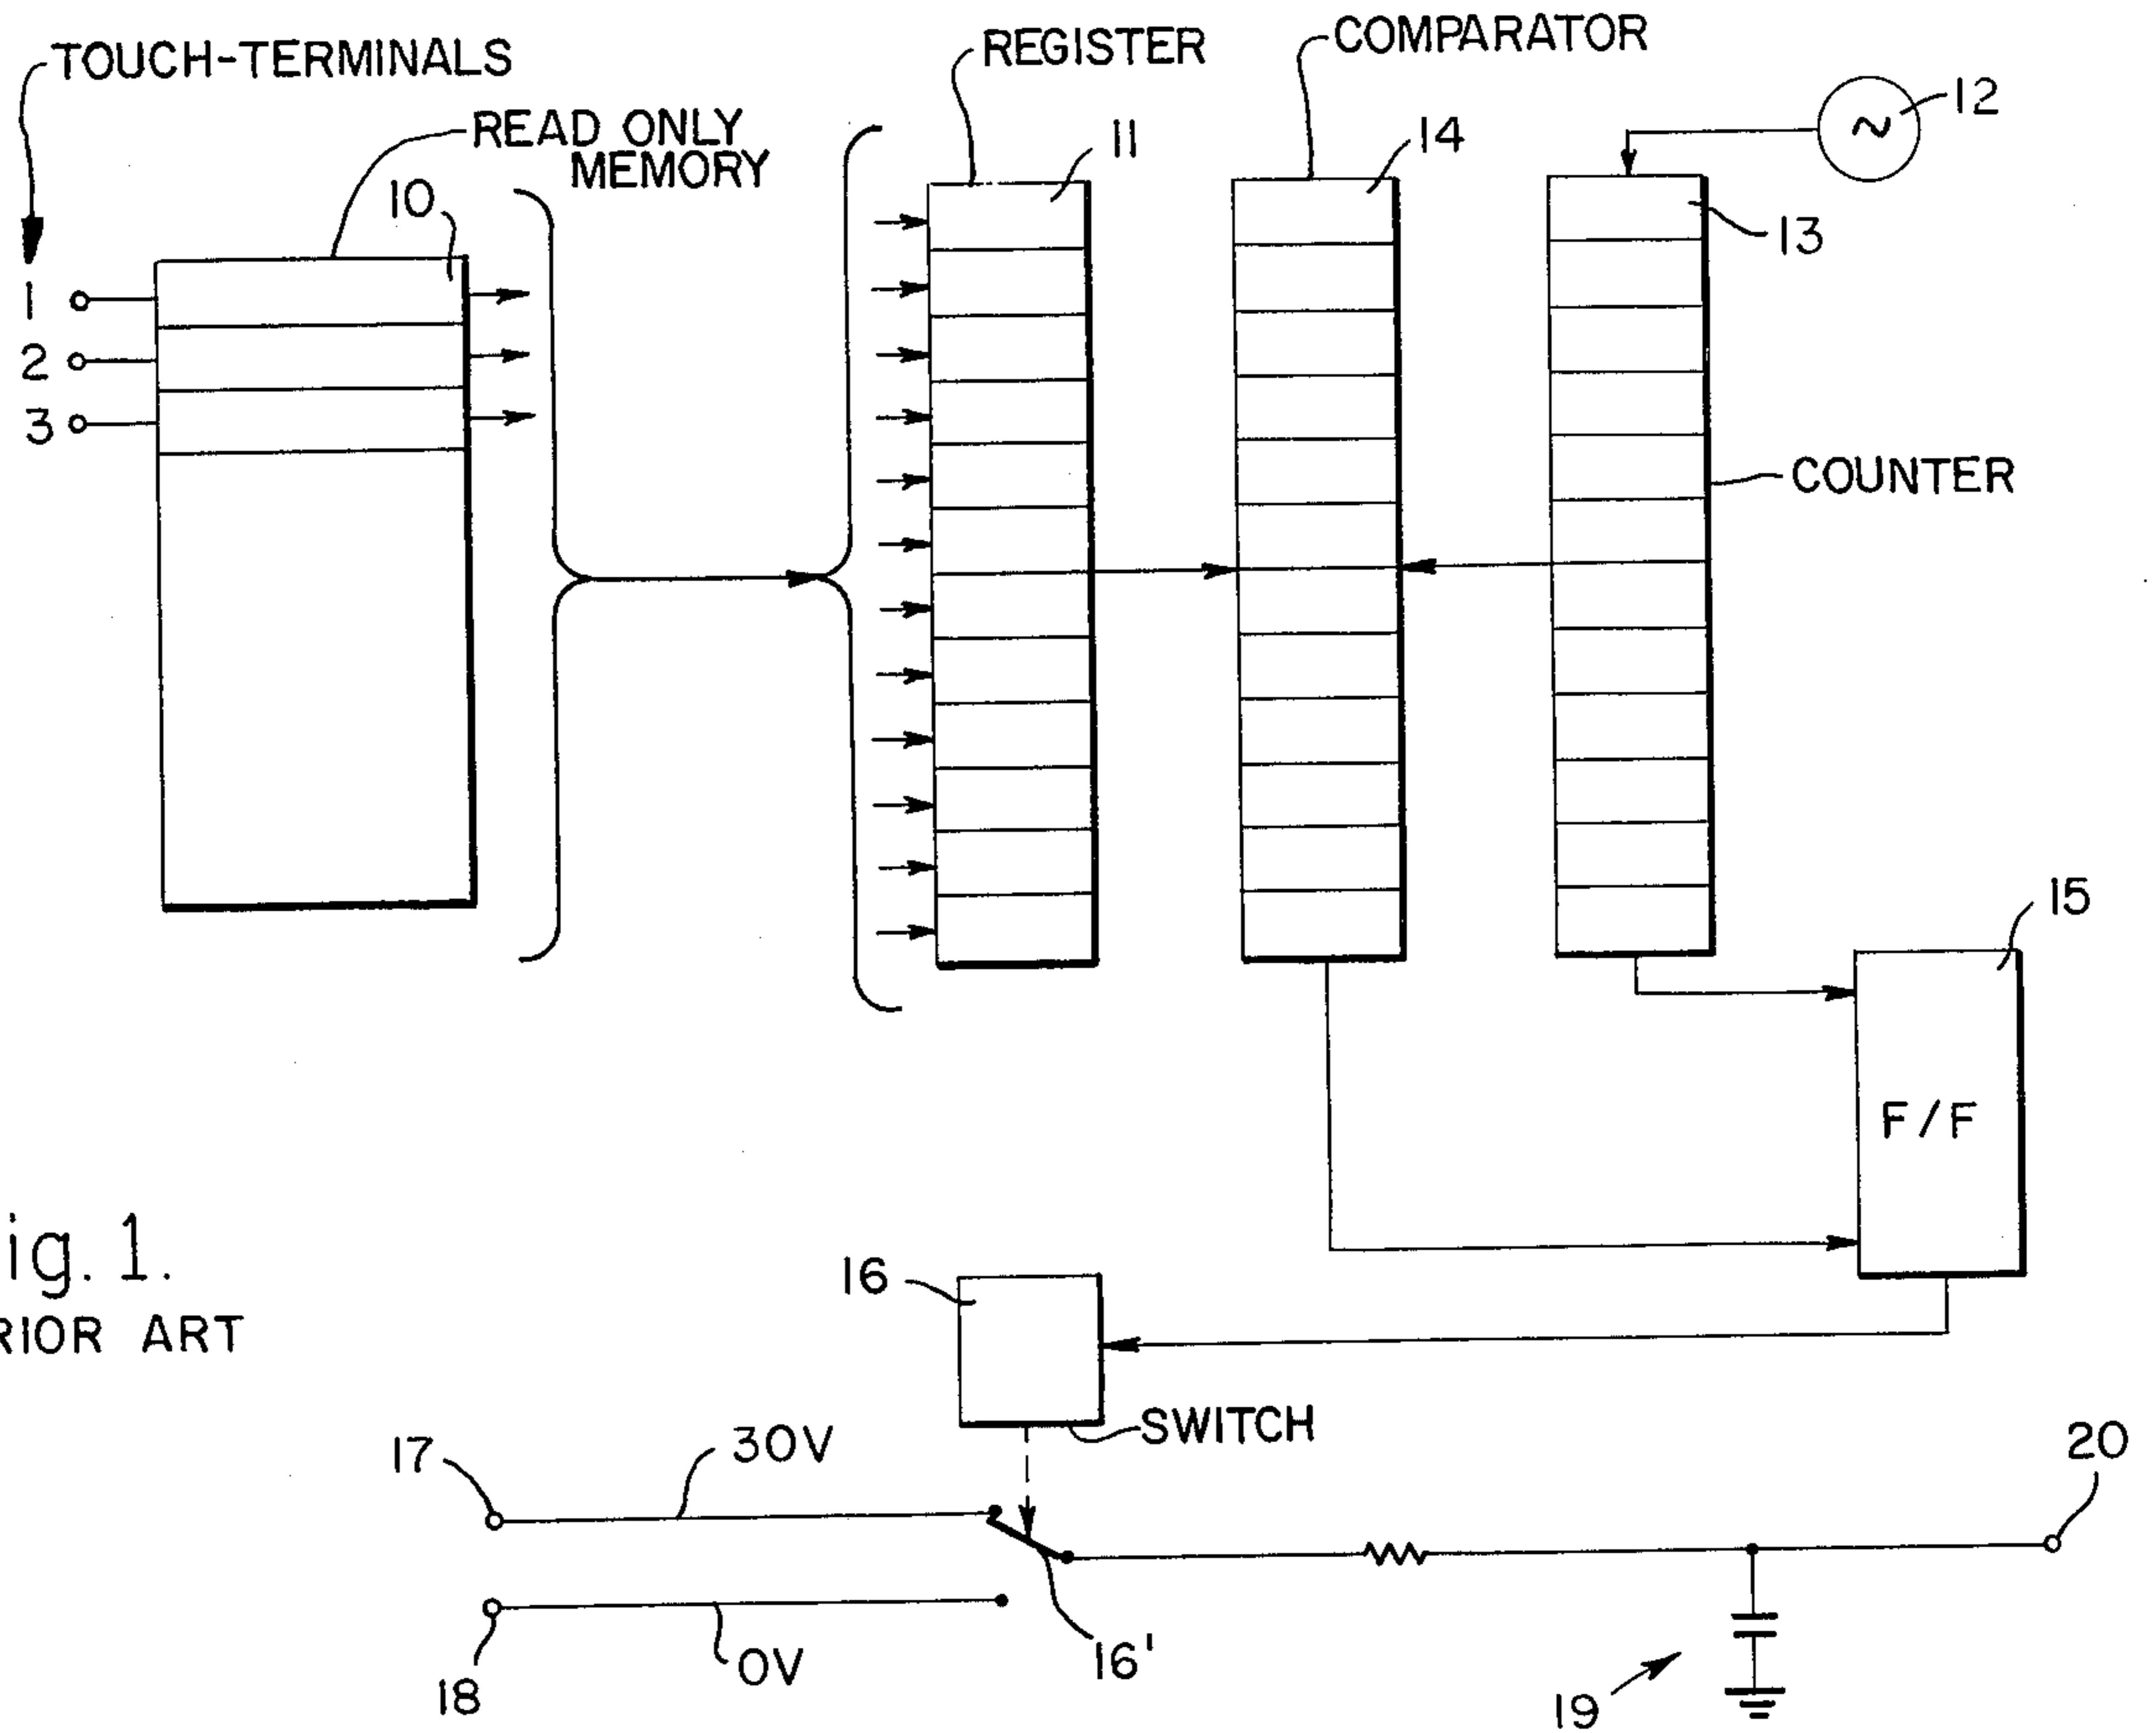 TOUCH-TERMINALS
REGISTER
COMPARATOR
READ ONLY
MEMORY
10
11
14
12
13
1
2
3
COUNTER
15
F/F
ig. 1.
RIOR ART
16
SWITCH
17
30V
20
18
0V
16'
19